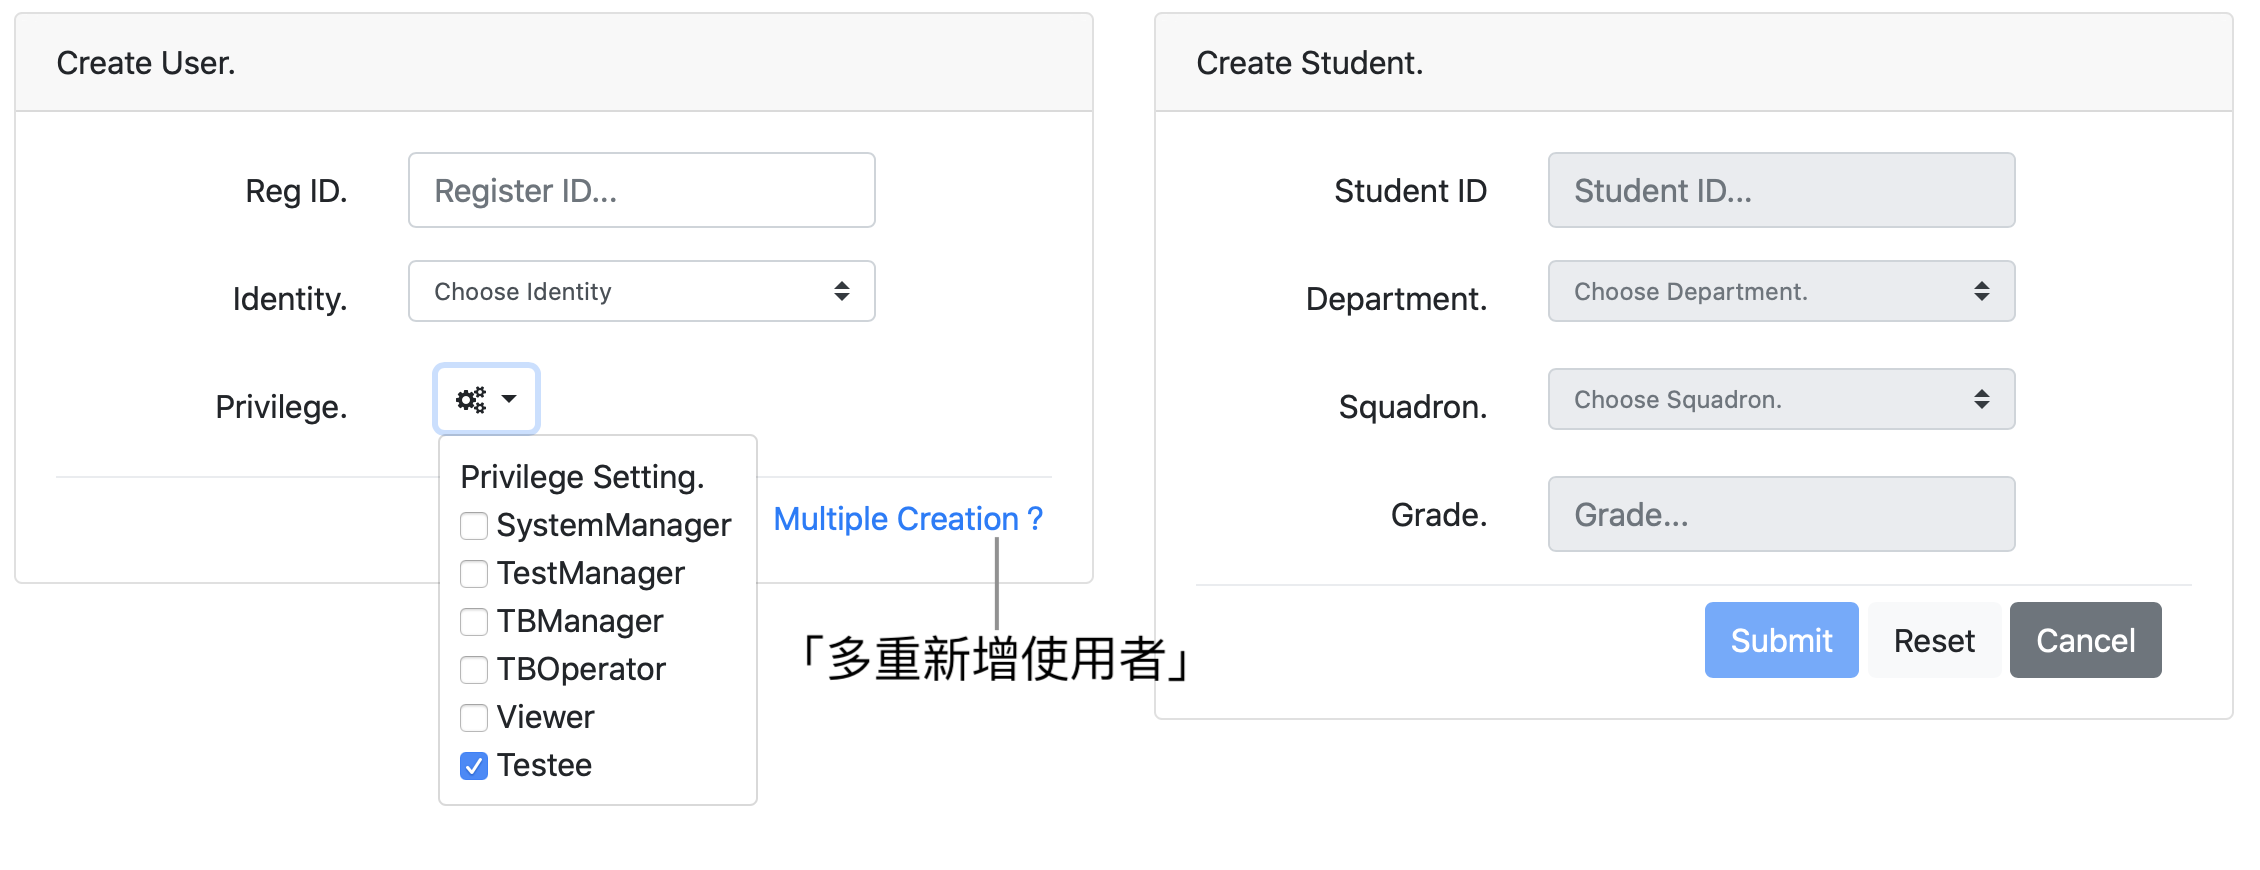 Create User.
Reg ID.
Register ID...
Identity.
Choose Identity
Privilege.
Privilege Setting.
SystemManager
TestManager
TBManager
TBOperator
Viewer
Testee
Multiple Creation ?
「多重新增使用者」
Create Student.
Student ID
Student ID...
Department.
Choose Department.
Squadron.
Choose Squadron.
Grade.
Grade...
Submit
Reset
Cancel